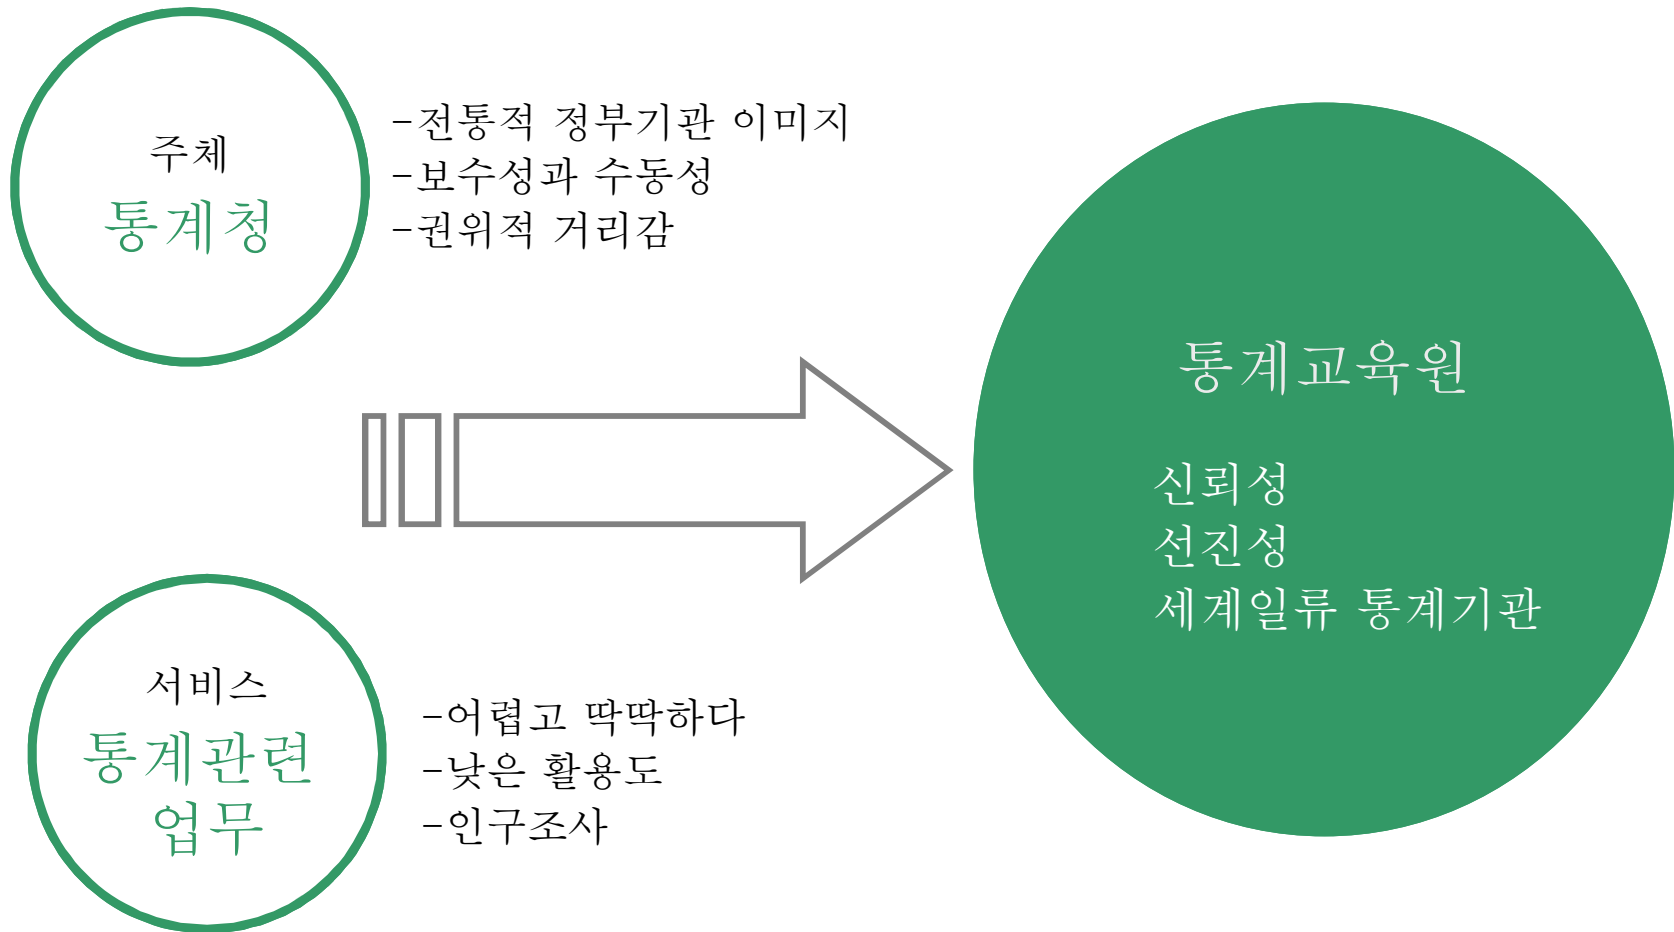 주체
통계청
-전통적 정부기관 이미지
-보수성과 수동성
-권위적 거리감
통계교육원
신뢰성
선진성
세계일류 통계기관
서비스
통계관련
업무
-어렵고 딱딱하다
-낮은 활용도
-인구조사